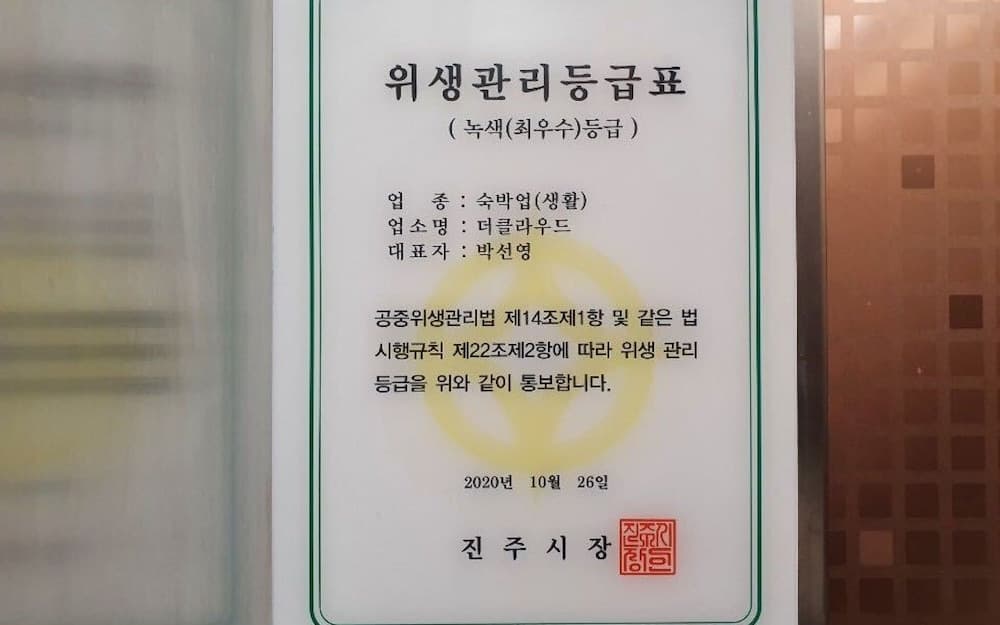 위생관리등급표
( 녹색(최우수)등급 )
업 종 : 숙박업(생활)
업소명 : 더클라우드
대표자 : 박선영
공중위생관리법 제14조제1항 및 같은 법
시행규칙 제22조제2항에 따라 위생 관리
등급을 위와 같이 통보합니다.
2020년 10월 26일
진 주 시 장